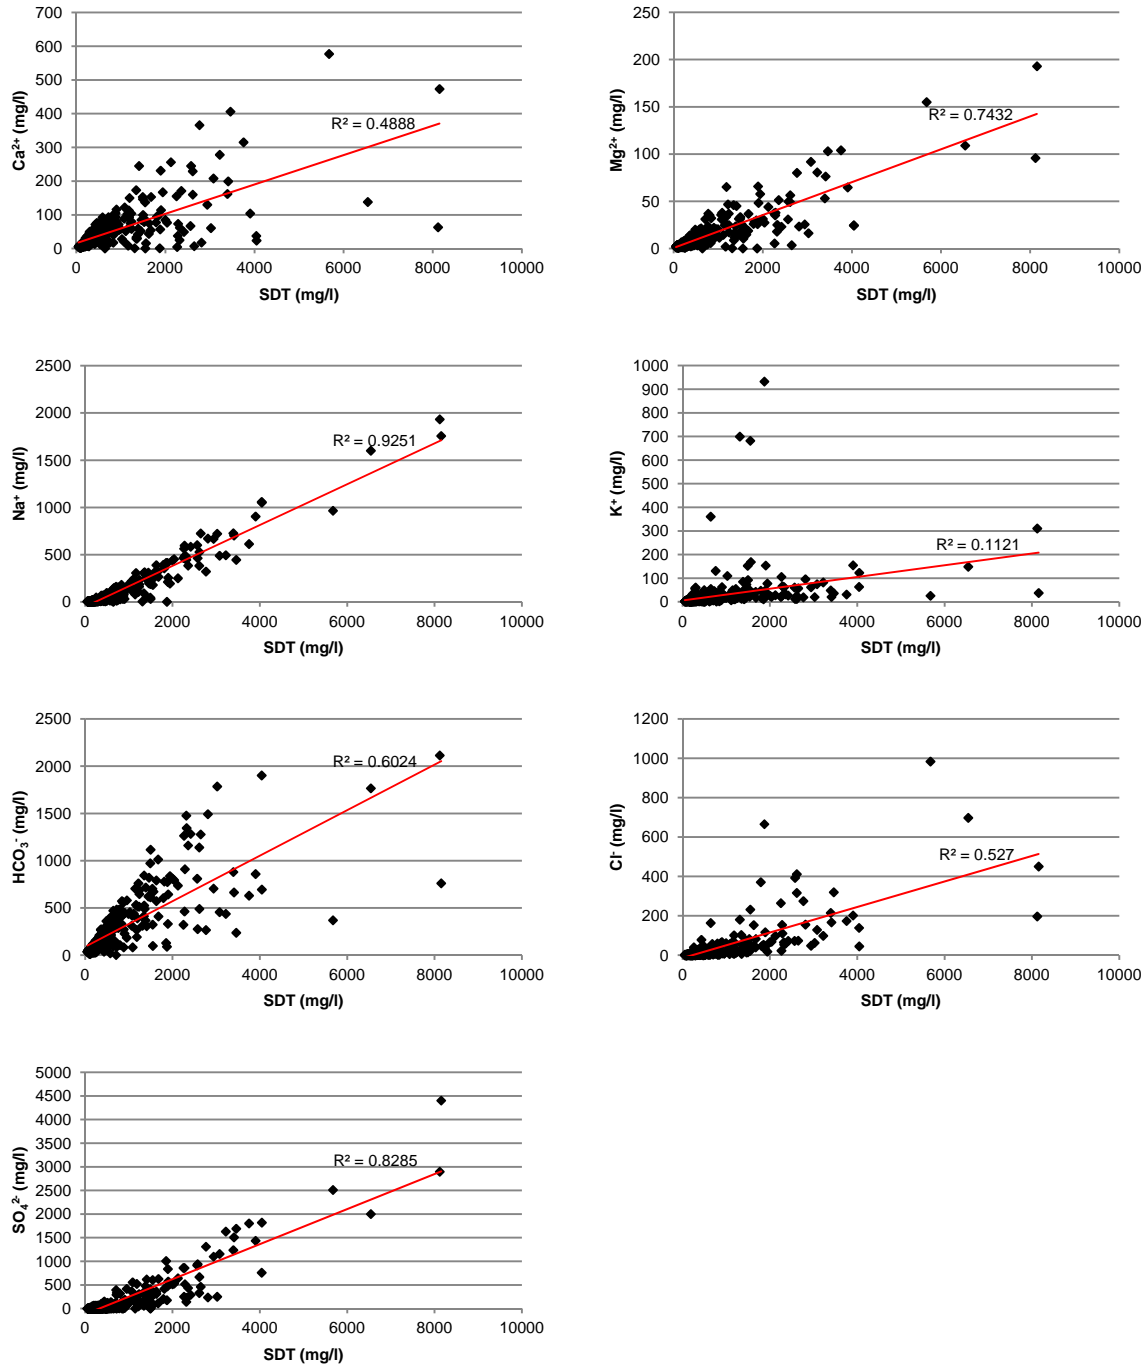 700
600
500
400
300
200
100
0
Ca²⁺ (mg/l)
R² = 0.4888
0 2000 4000 6000 8000 10000
SDT (mg/l)
250
200
150
100
50
0
Mg²⁺ (mg/l)
R² = 0.7432
0 2000 4000 6000 8000 10000
SDT (mg/l)
2500
2000
1500
1000
500
0
Na⁺ (mg/l)
R² = 0.9251
0 2000 4000 6000 8000 10000
SDT (mg/l)
1000
900
800
700
600
500
400
300
200
100
0
K⁺ (mg/l)
R² = 0.1121
0 2000 4000 6000 8000 10000
SDT (mg/l)
2500
2000
1500
1000
500
0
HCO₃⁻ (mg/l)
R² = 0.6024
0 2000 4000 6000 8000 10000
SDT (mg/l)
1200
1000
800
600
400
200
0
Cl⁻ (mg/l)
R² = 0.527
0 2000 4000 6000 8000 10000
SDT (mg/l)
5000
4500
4000
3500
3000
2500
2000
1500
1000
500
0
SO₄²⁻ (mg/l)
R² = 0.8285
0 2000 4000 6000 8000 10000
SDT (mg/l)